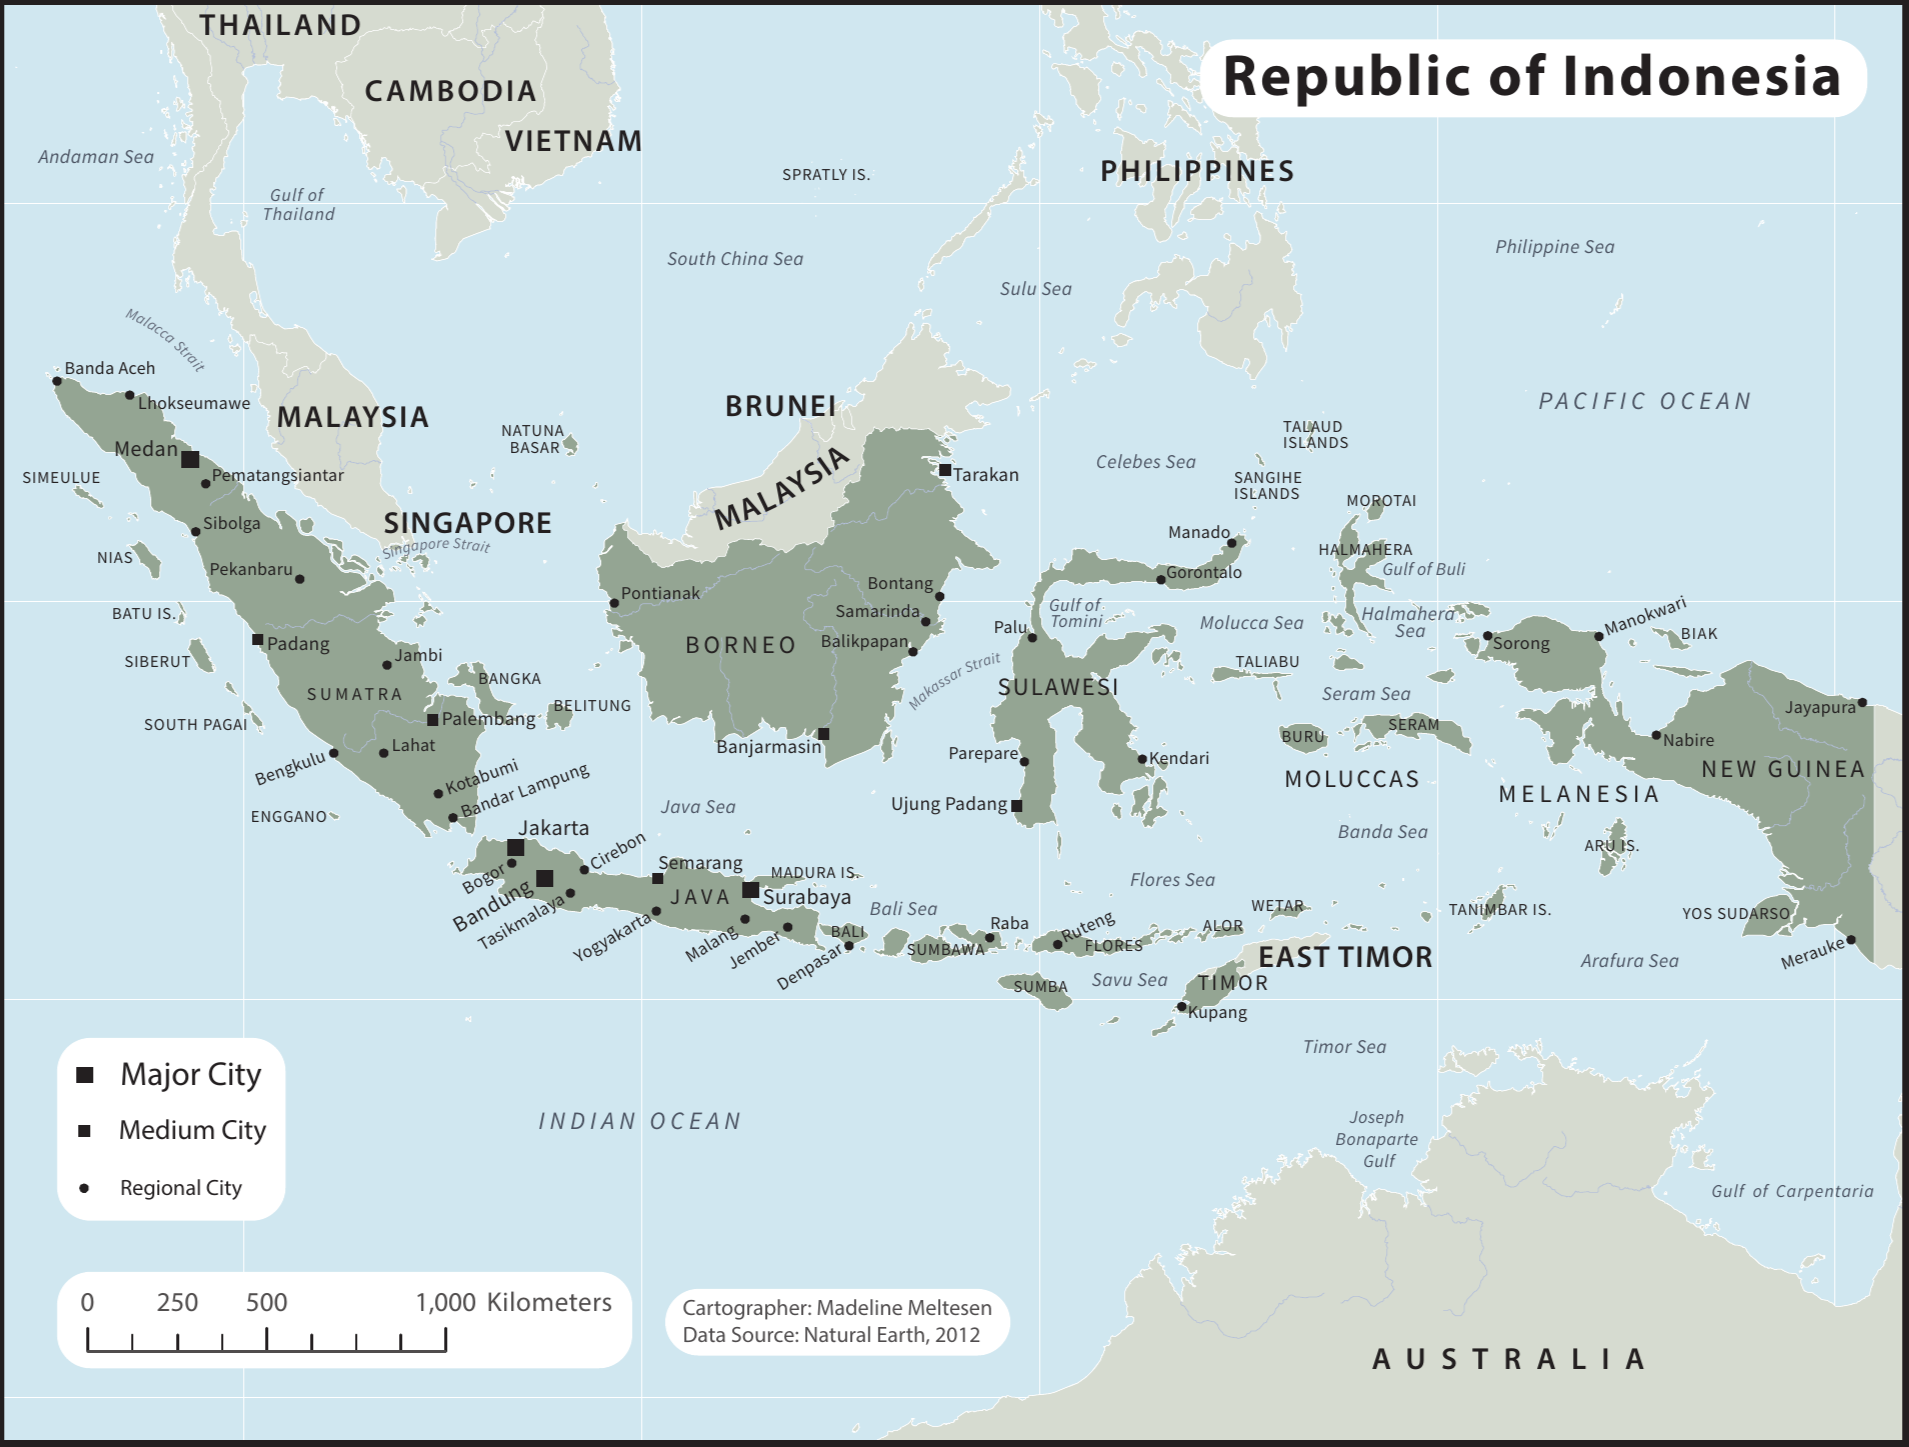 THAILAND
Republic of Indonesia
CAMBODIA
VIETNAM
Andaman Sea
PHILIPPINES
SPRATLY IS.
Gulf of
Thailand
South China Sea
Philippine Sea
Sulu Sea
Malacca Strait
Banda Aceh
Lhokseumawe
MALAYSIA
BRUNEI
PACIFIC OCEAN
NATUNA
BASAR
TALAUD
ISLANDS
Medan
Celebes Sea
SIMEULUE
Pematangsiantar
MALAYSIA
Tarakan
SANGIHE
ISLANDS
MOROTAI
Sibolga
SINGAPORE
Singapore Strait
Manado
HALMAHERA
NIAS
Pekanbaru
Gorontalo
Gulf of Buli
Pontianak
Bontang
Samarinda
Gulf of
Tomini
BATU IS.
Molucca Sea
Halmahera
Sea
Manokwari
Padang
BORNEO
Balikpapan
Palu
Sorong
BIAK
SIBERUT
Jambi
Makassar Strait
TALIABU
BANGKA
SUMATRA
SULAWESI
Seram Sea
SOUTH PAGAI
Palembang
BELITUNG
Jayapura
Banjarmasin
BURU
SERAM
Nabire
Bengkulu
Lahat
Parepare
Kendari
MOLUCCAS
NEW GUINEA
Kotabumi
Bandar Lampung
MELANESIA
ENGGANO
Java Sea
Ujung Padang
Banda Sea
Jakarta
Cirebon
ARU IS.
Bogor
Semarang
MADURA IS.
Flores Sea
Bandung
JAVA
Surabaya
Bali Sea
WETAR
TANIMBAR IS.
YOS SUDARSO
Tasikmalaya
Yogyakarta
Malang
Jember
BALI
Denpasar
SUMBAWA
Raba
Ruteng
FLORES
ALOR
EAST TIMOR
Merauke
Arafura Sea
SUMBA
Savu Sea
TIMOR
Kupang
Timor Sea
Major City
Medium City
Regional City
INDIAN OCEAN
Joseph
Bonaparte
Gulf
Gulf of Carpentaria
0 250 500 1,000 Kilometers
Cartographer: Madeline Meltesen
Data Source: Natural Earth, 2012
AUSTRALIA